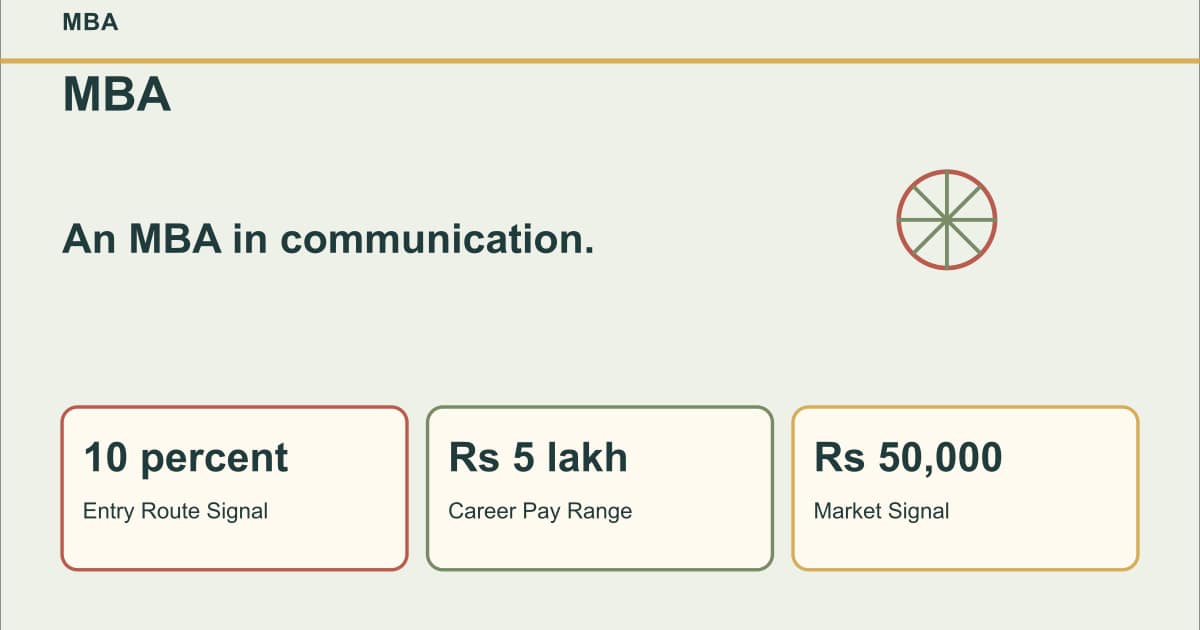 MBA
MBA
An MBA in communication.
10 percent
Entry Route Signal
Rs 5 lakh
Career Pay Range
Rs 50,000
Market Signal